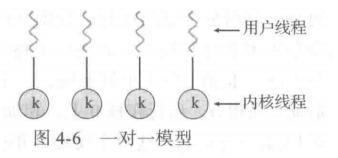 用户线程
k k k k
内核线程
图 4-6 一对一模型